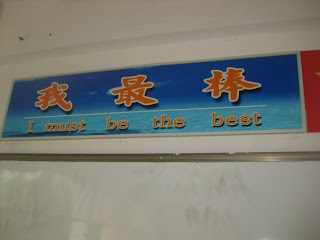 我最棒
I must be the best